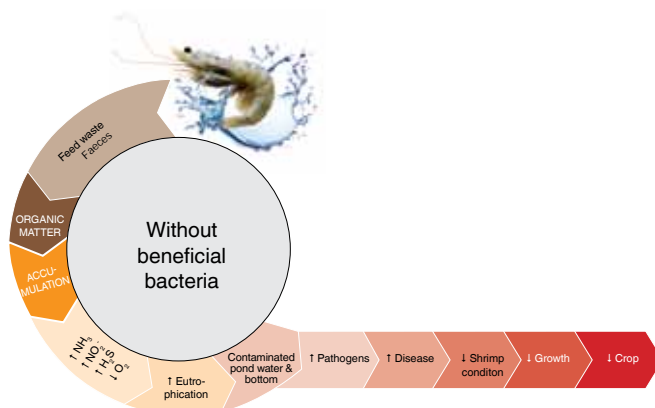 Feed waste
Faeces
ORGANIC
MATTER
ACCU-
MULATION
↑ NH₃
↑ NO₂⁻
↑ H₂S
↓ O₂
↑ Eutro-
phication
Contaminated
pond water &
bottom
↑ Pathogens
↑ Disease
↓ Shrimp
conditon
↓ Growth
↓ Crop
Without
beneficial
bacteria